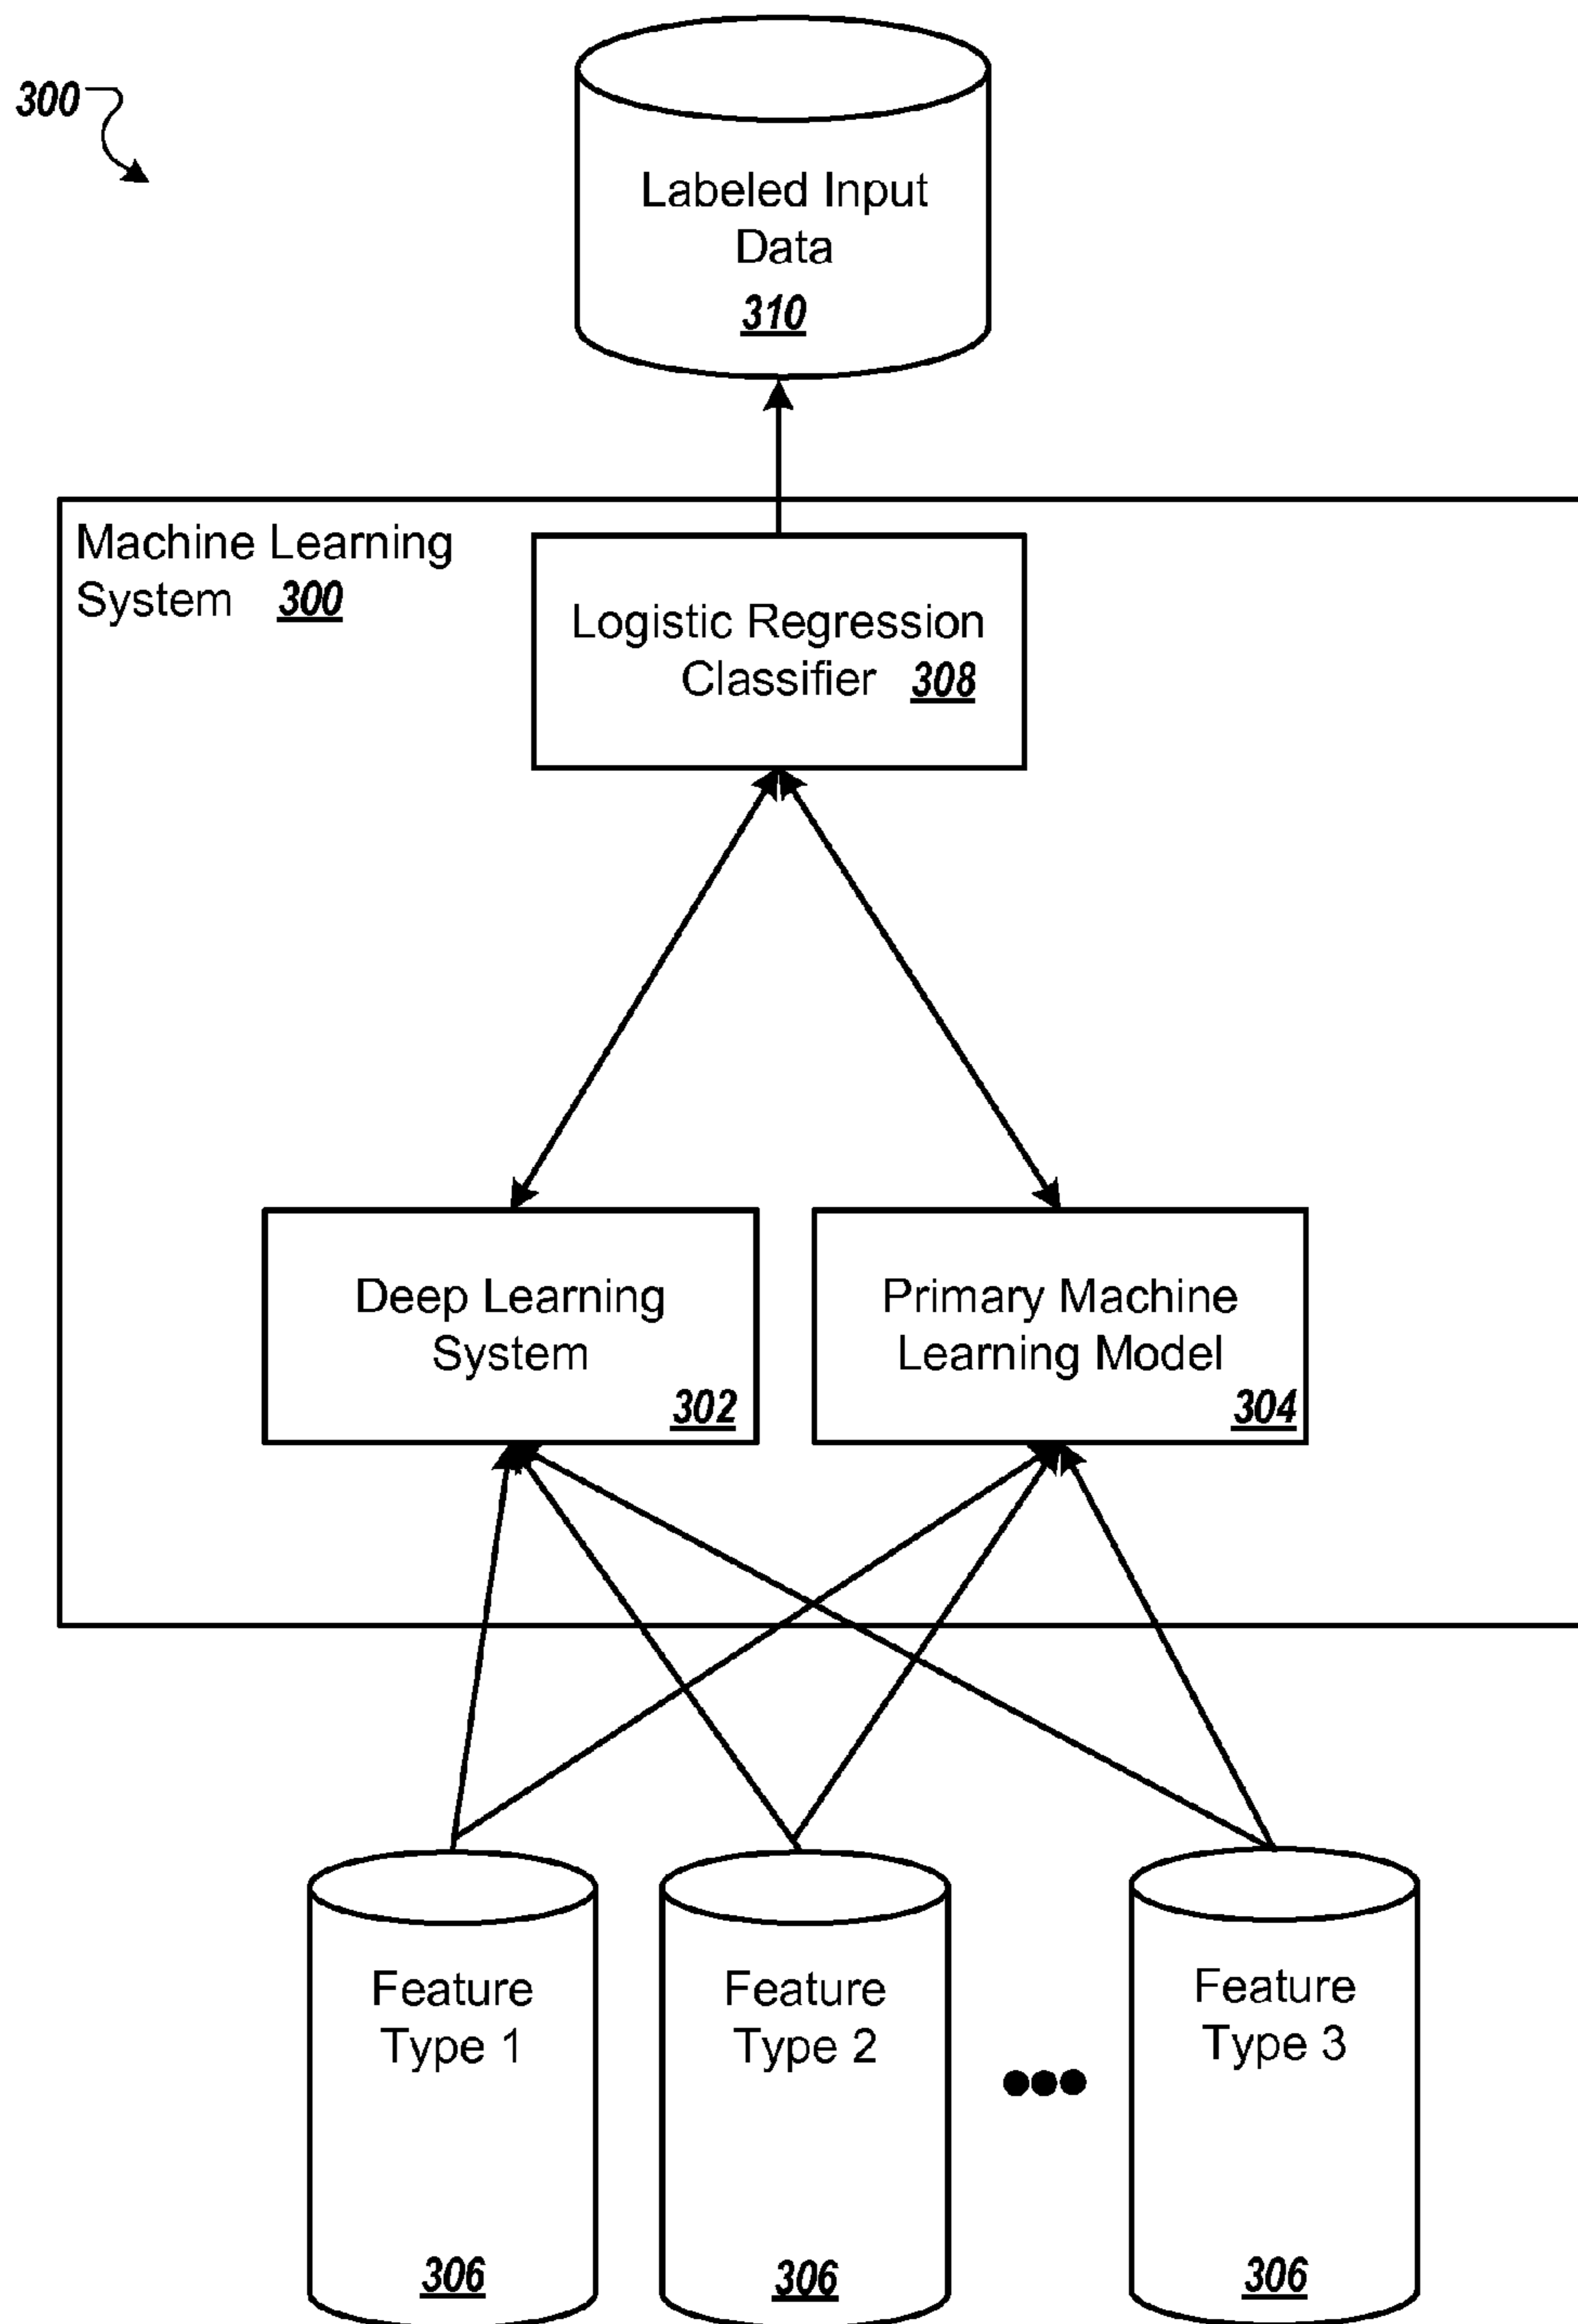 300
Labeled Input
Data
310
Machine Learning
System 300
Logistic Regression
Classifier 308
Deep Learning
System
302
Primary Machine
Learning Model
304
Feature
Type 1
306
Feature
Type 2
306
Feature
Type 3
306